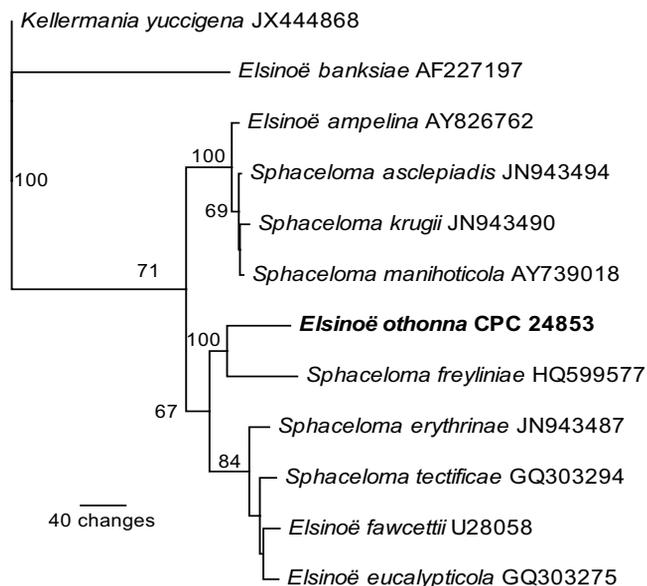 Kellermania yuccigena JX444868
Elsinoë banksiae AF227197
Elsinoë ampelina AY826762
100
Sphaceloma asclepiadis JN943494
100
69
Sphaceloma krugii JN943490
71
Sphaceloma manihoticola AY739018
Elsinoë othonna CPC 24853
100
Sphaceloma freyliniae HQ599577
67
Sphaceloma erythrinae JN943487
84
Sphaceloma tectificae GQ303294
40 changes
Elsinoë fawcettii U28058
Elsinoë eucalypticola GQ303275